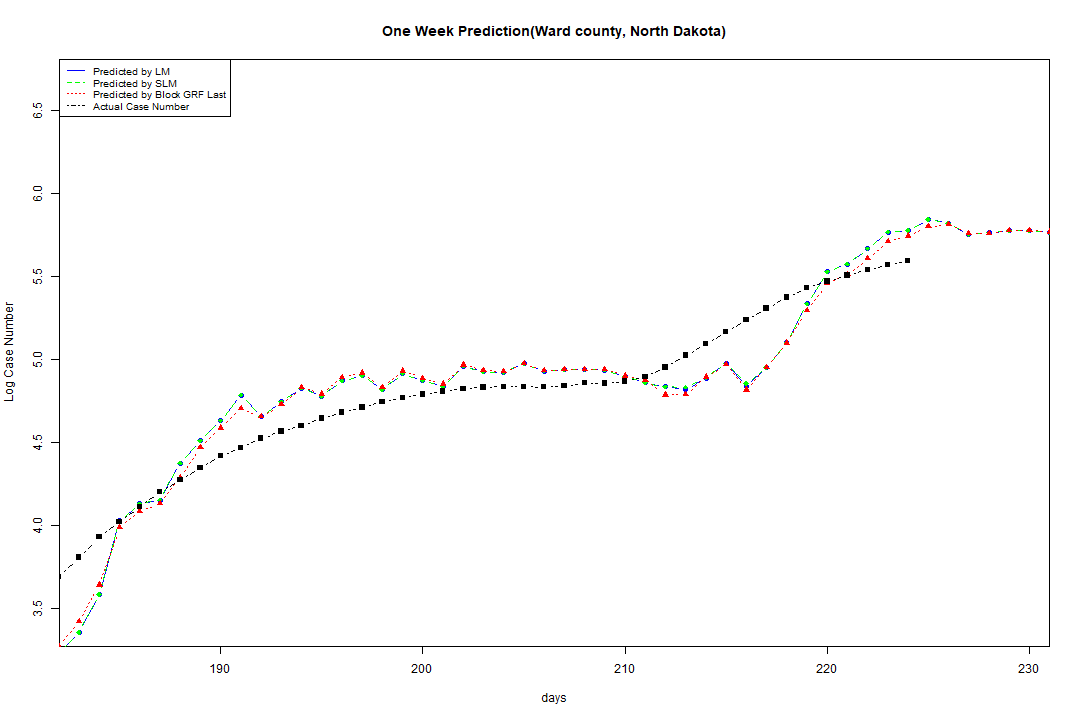 One Week Prediction(Ward county, North Dakota)
Predicted by LM
Predicted by SLM
Predicted by Block GRF Last
Actual Case Number
6.5
6.0
5.5
5.0
4.5
4.0
3.5
Log Case Number
190 200 210 220 230
days